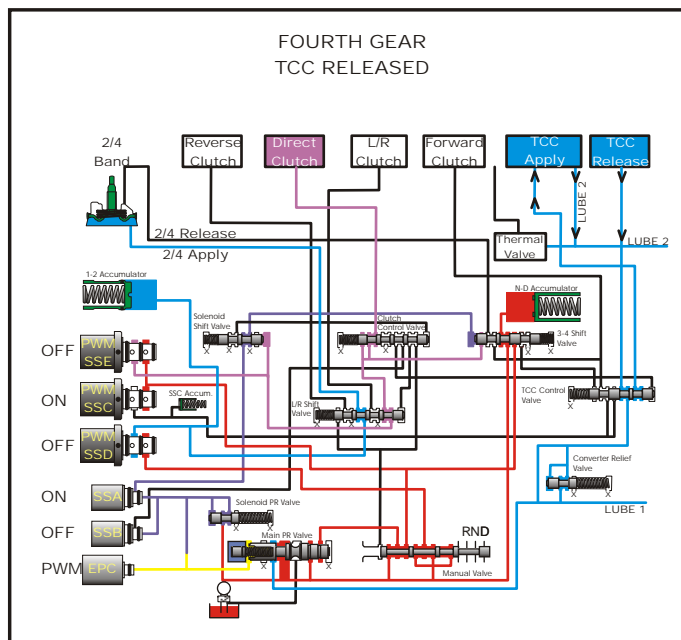 FOURTH GEAR
TCC RELEASED
2/4
Band
Reverse
Clutch
Direct
Clutch
L/R
Clutch
Forward
Clutch
TCC
Apply
TCC
Release
LUBE 2
2/4 Release
2/4 Apply
Thermal
Valve
LUBE 2
1-2 Accumulator
N-D Accumulator
Solenoid
Shift Valve
X
X
Clutch
Control Valve
X
X
3-4 Shift
Valve
X
X
OFF
PWM
SSE
ON
PWM
SSC
SSC Accum.
X
OFF
PWM
SSD
L/R Shift
Valve
X
X
TCC Control
Valve
X
X
Converter Relief
Valve
X
X
ON
SSA
Solenoid PR Valve
X
X
LUBE 1
OFF
SSB
Main PR Valve
X
X
RND
Manual Valve
PWM
EPC